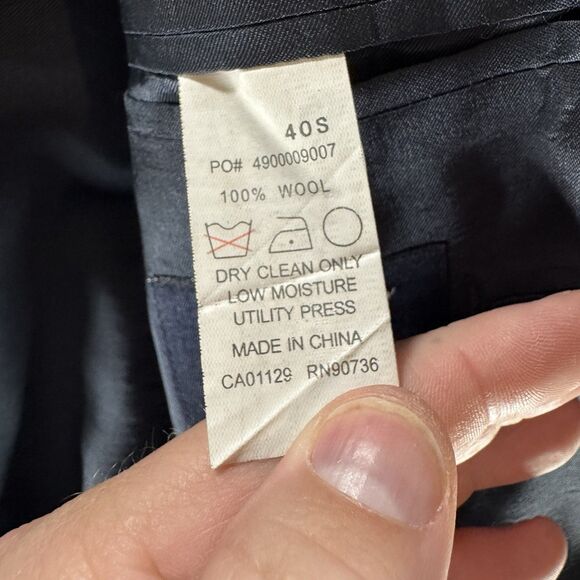 40S
PO# 4900009007
100% WOOL
DRY CLEAN ONLY
LOW MOISTURE
UTILITY PRESS
MADE IN CHINA
CA01129 RN90736